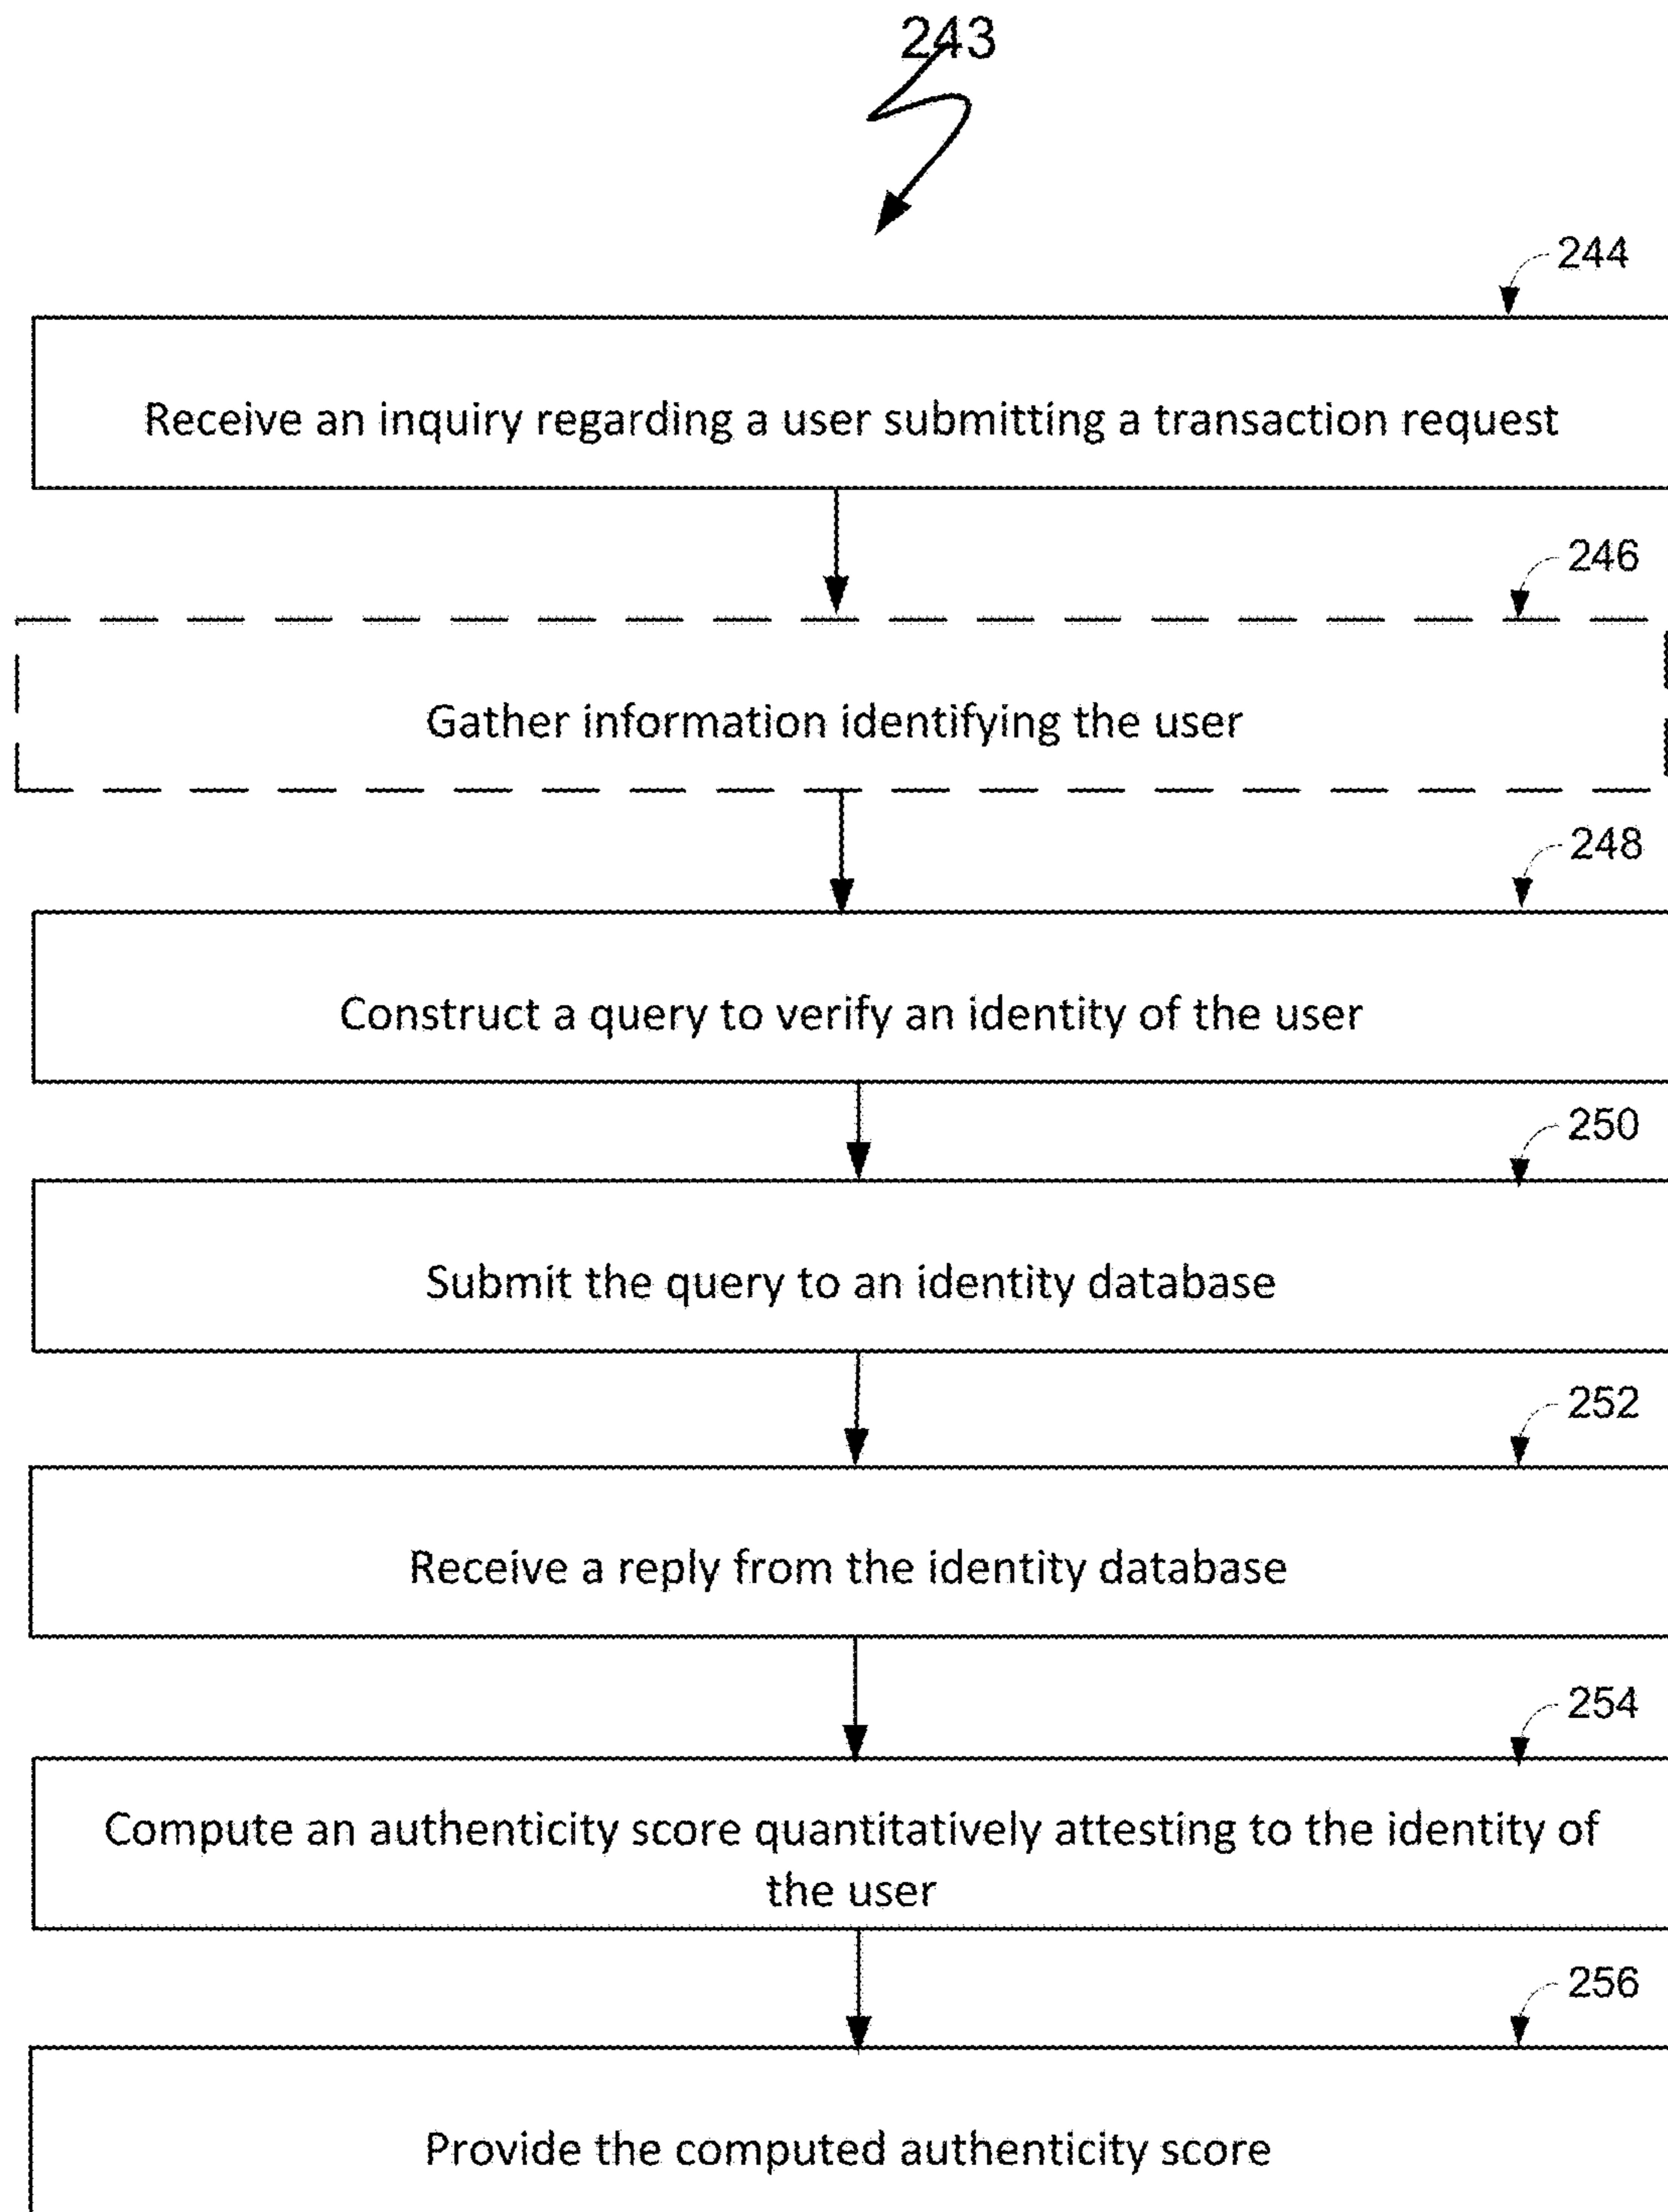 243
244
Receive an inquiry regarding a user submitting a transaction request
246
Gather information identifying the user
248
Construct a query to verify an identity of the user
250
Submit the query to an identity database
252
Receive a reply from the identity database
254
Compute an authenticity score quantitatively attesting to the identity of
the user
256
Provide the computed authenticity score